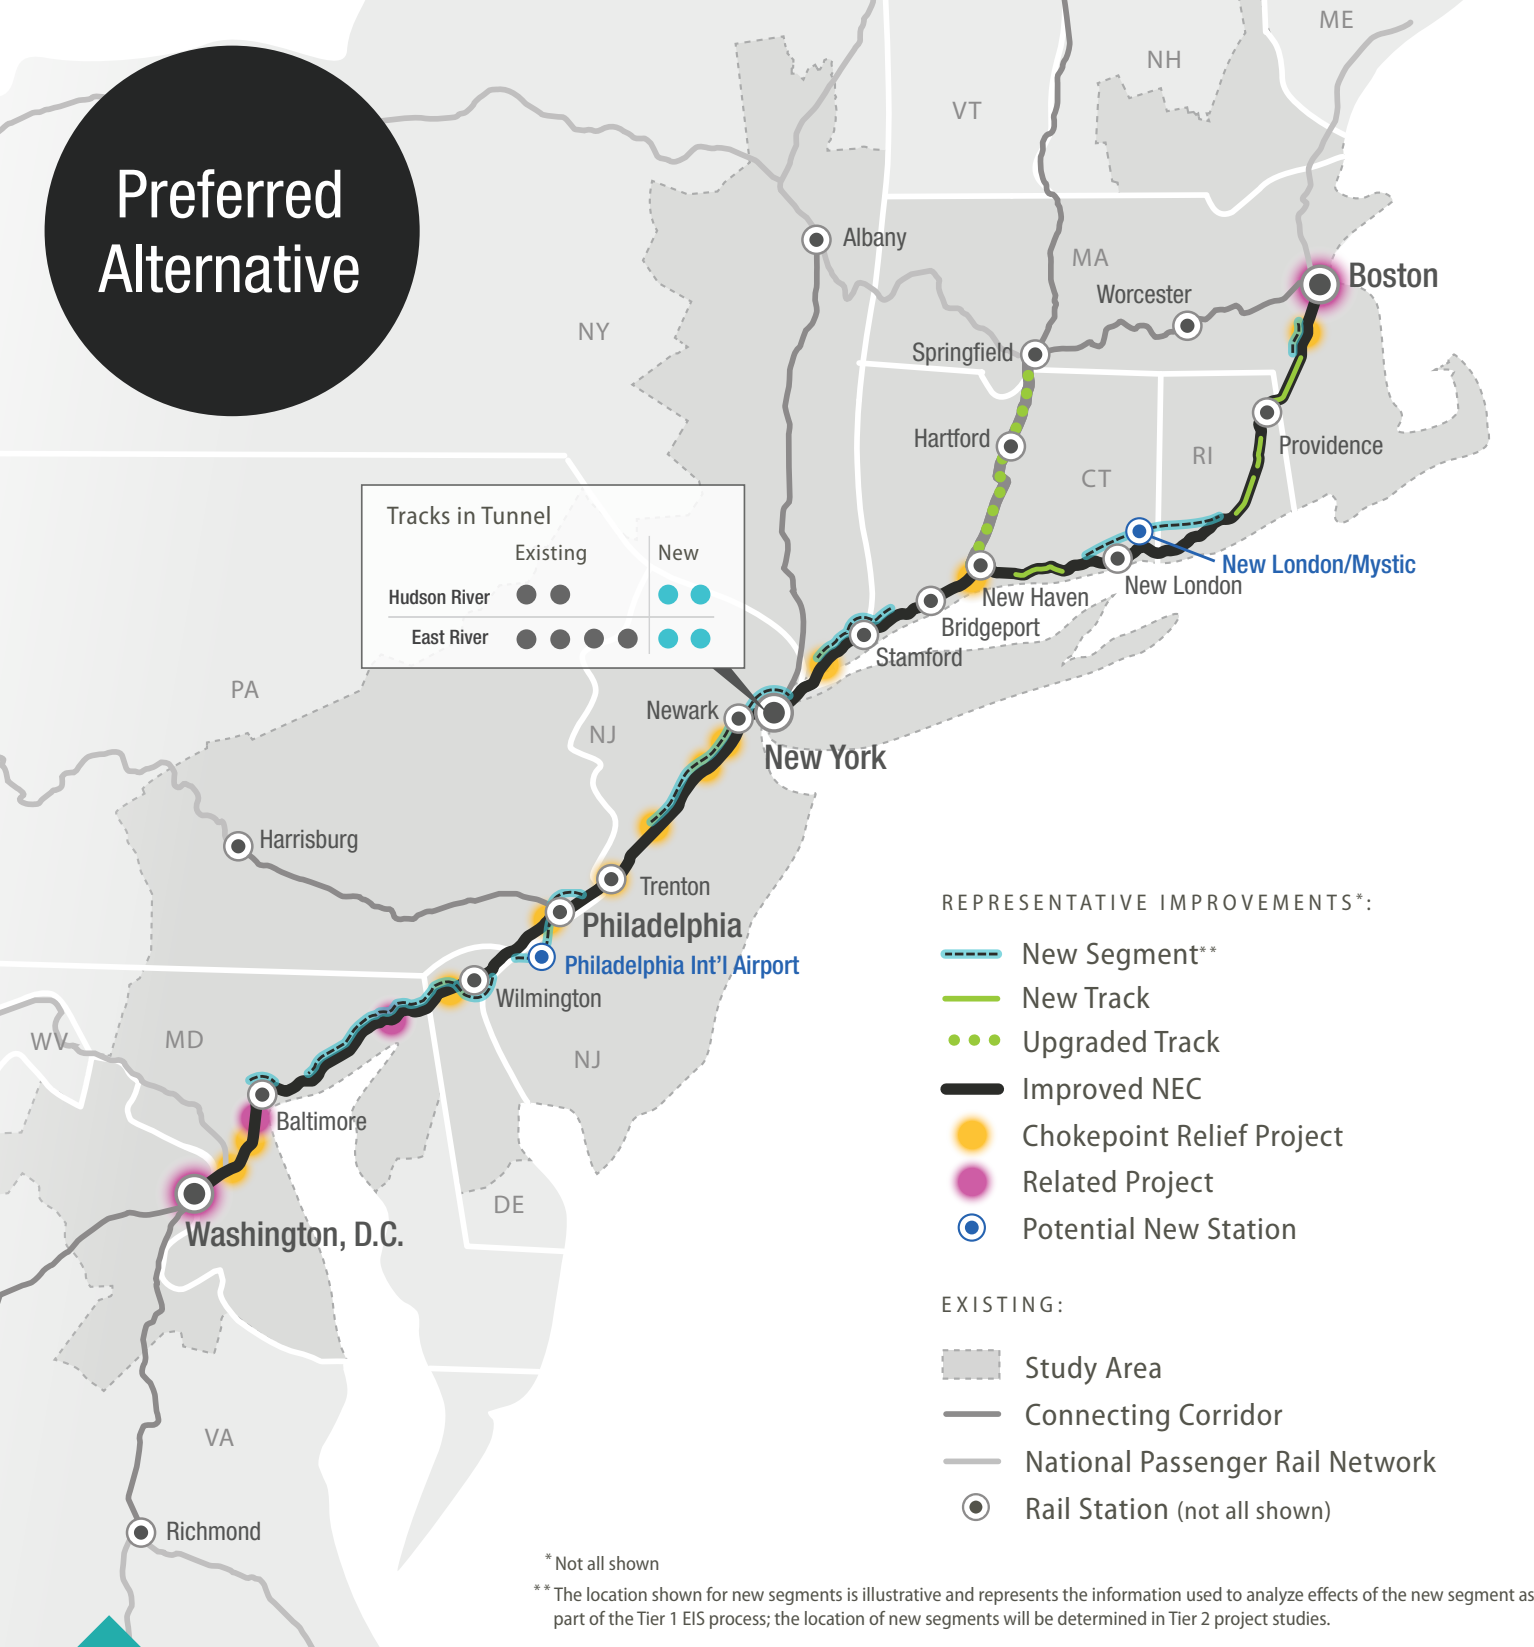 Preferred
Alternative
ME
NH
VT
Albany
MA
Boston
Worcester
NY
Springfield
Hartford
Providence
RI
CT
Tracks in Tunnel
Existing
New
Hudson River
East River
New London/Mystic
New London
New Haven
Bridgeport
Stamford
PA
Newark
NJ
New York
Harrisburg
Trenton
Philadelphia
Philadelphia Int'l Airport
Wilmington
WV
MD
NJ
Baltimore
DE
Washington, D.C.
VA
Richmond
REPRESENTATIVE IMPROVEMENTS*:
New Segment**
New Track
Upgraded Track
Improved NEC
Chokepoint Relief Project
Related Project
Potential New Station
EXISTING:
Study Area
Connecting Corridor
National Passenger Rail Network
Rail Station (not all shown)
* Not all shown
** The location shown for new segments is illustrative and represents the information used to analyze effects of the new segment as
part of the Tier 1 EIS process; the location of new segments will be determined in Tier 2 project studies.